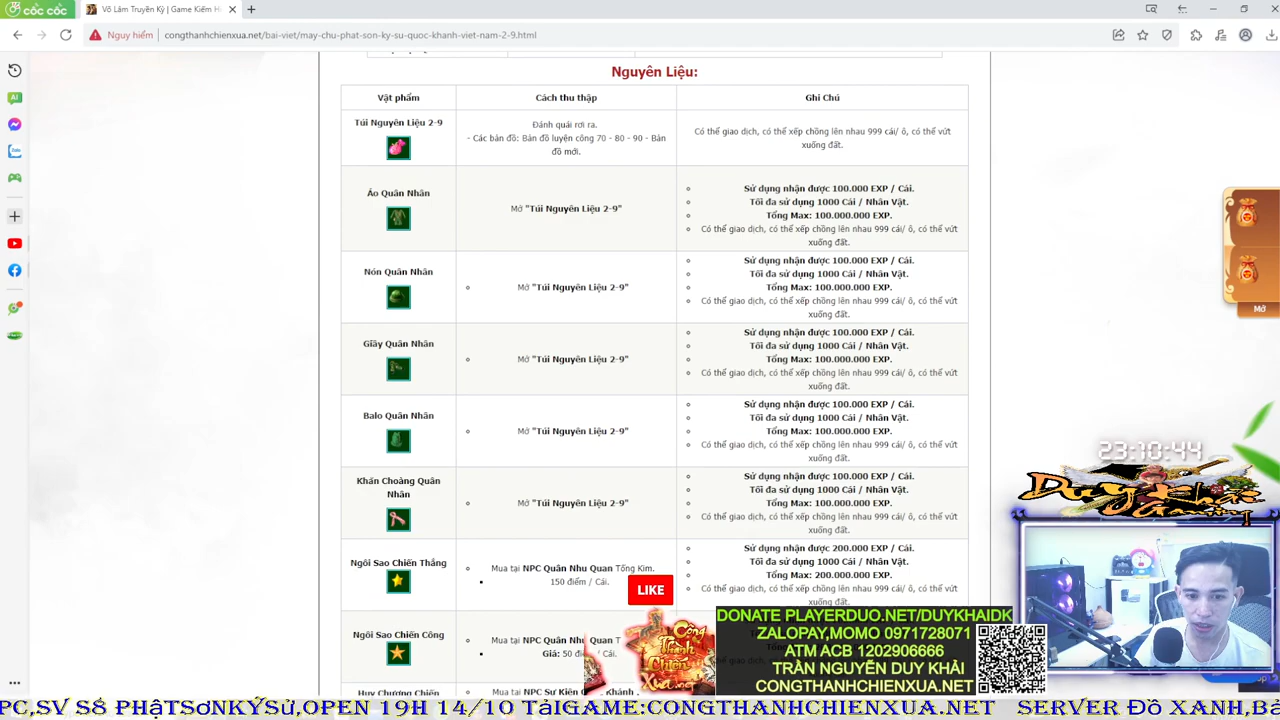 cốc cốc
Võ Lâm Truyền Kỳ | Game Kiếm H
Nguy hiểm
congthanhchienxua.net/bai-viet/may-chu-phat-son-ky-su-quoc-khanh-viet-nam-2-9.html
Nguyên Liệu:
Vật phẩm
Cách thu thập
Ghi Chú
Túi Nguyên Liệu 2-9
Đánh quái rơi ra.
- Các bản đồ: Bản đồ luyện công 70 - 80 - 90 - Bản
đồ mới.
Có thể giao dịch, có thể xếp chồng lên nhau 999 cái/ ô, có thể vứt
xuống đất.
Áo Quân Nhân
Mở "Túi Nguyên Liệu 2-9"
Sử dụng nhận được 100.000 EXP / Cái.
Tối đa sử dụng 1000 Cái / Nhân Vật.
Tổng Max: 100.000.000 EXP.
Có thể giao dịch, có thể xếp chồng lên nhau 999 cái/ ô, có thể vứt
xuống đất.
Nón Quân Nhân
Mở "Túi Nguyên Liệu 2-9"
Sử dụng nhận được 100.000 EXP / Cái.
Tối đa sử dụng 1000 Cái / Nhân Vật.
Tổng Max: 100.000.000 EXP.
Có thể giao dịch, có thể xếp chồng lên nhau 999 cái/ ô, có thể vứt
xuống đất.
Giầy Quân Nhân
Mở "Túi Nguyên Liệu 2-9"
Sử dụng nhận được 100.000 EXP / Cái.
Tối đa sử dụng 1000 Cái / Nhân Vật.
Tổng Max: 100.000.000 EXP.
Có thể giao dịch, có thể xếp chồng lên nhau 999 cái/ ô, có thể vứt
xuống đất.
Balo Quân Nhân
Mở "Túi Nguyên Liệu 2-9"
Sử dụng nhận được 100.000 EXP / Cái.
Tối đa sử dụng 1000 Cái / Nhân Vật.
Tổng Max: 100.000.000 EXP.
Có thể giao dịch, có thể xếp chồng lên nhau 999 cái/ ô, có thể vứt
xuống đất.
Khăn Choàng Quân
Nhân
Mở "Túi Nguyên Liệu 2-9"
Sử dụng nhận được 100.000 EXP / Cái.
Tối đa sử dụng 1000 Cái / Nhân Vật.
Tổng Max: 100.000.000 EXP.
Có thể giao dịch, có thể xếp chồng lên nhau 999 cái/ ô, có thể vứt
xuống đất.
Ngôi Sao Chiến Thắng
Mua tại NPC Quân Nhu Quan Tống Kim.
150 điểm / Cái.
Sử dụng nhận được 200.000 EXP / Cái.
Tối đa sử dụng 1000 Cái / Nhân Vật.
Tổng Max: 200.000.000 EXP.
Có thể giao dịch, có thể xếp chồng lên nhau 999 cái/ ô, có thể vứt
xuống đất.
Ngôi Sao Chiến Công
Mua tại NPC Quân Nhu Quan T
Giá: 50 Cái.
Huy Chương Chiến
Mua tại NPC Sự Kiện Khánh
Mở
23:10:44
Duy Khải
Gaming
LIKE
Công
Thành
Chiến
Xưa.net
DONATE PLAYERDUO.NET/DUYKHAIDK
ZALOPAY,MOMO 0971728071
ATM ACB 1202906666
TRẦN NGUYỄN DUY KHẢI
CONGTHANHCHIENXUA.NET
PC,SV Số PHậTSơNKỲSử,OPEN 19H 14/10 TảIGAME:CONGTHANHCHIENXUA.NET SERVER Đồ XANH,Bả